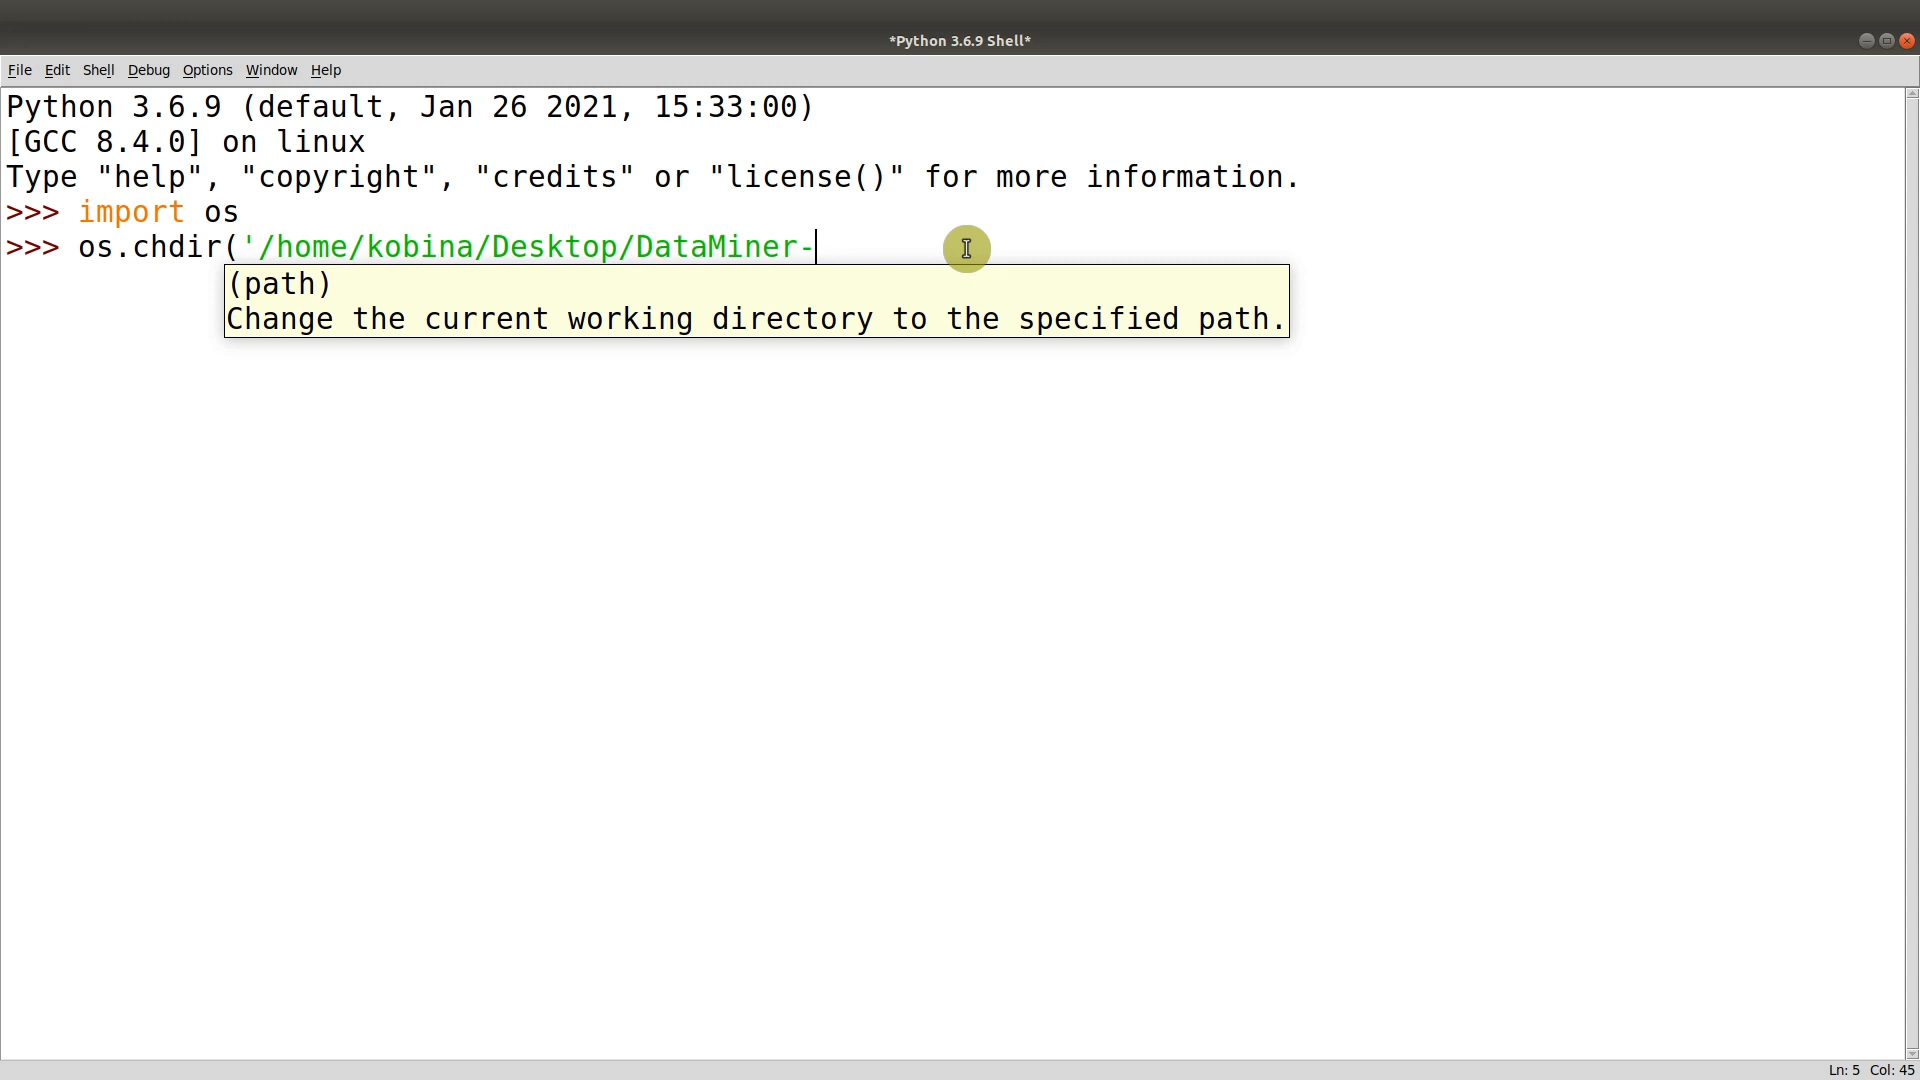 *Python 3.6.9 Shell*
File Edit Shell Debug Options Window Help
Python 3.6.9 (default, Jan 26 2021, 15:33:00)
[GCC 8.4.0] on linux
Type "help", "copyright", "credits" or "license()" for more information.
>>> import os
>>> os.chdir('/home/kobina/Desktop/DataMiner-
(path)
Change the current working directory to the specified path.
Ln: 5 Col: 45